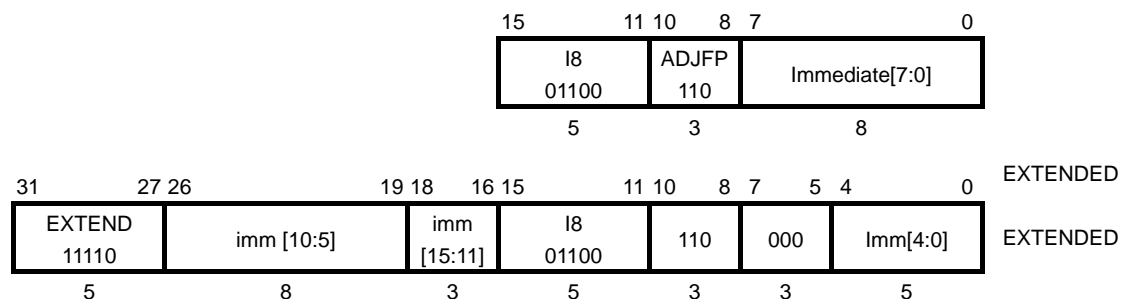 15 11 10 8 7 0
I8 ADJFP Immediate[7:0]
01100 110
5 3 8
EXTENDED
31 27 26 19 18 16 15 11 10 8 7 5 4 0
EXTEND imm [10:5] imm I8 110 000 Imm[4:0] EXTENDED
11110 [15:11] 01100
5 8 3 5 3 3 5